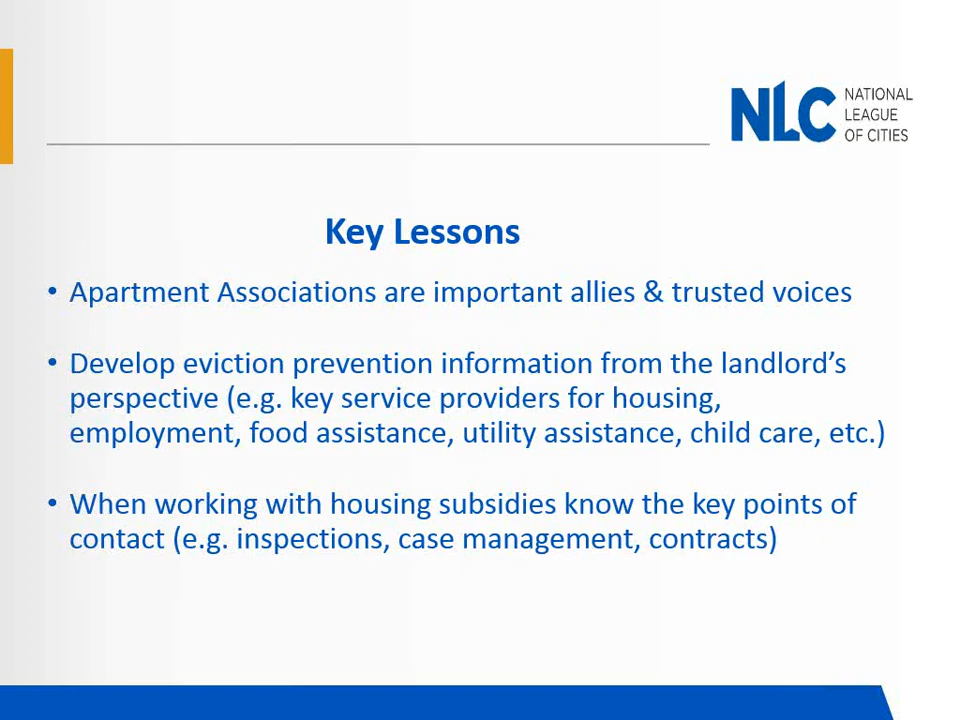 NLC
NATIONAL
LEAGUE
OF CITIES
Key Lessons
• Apartment Associations are important allies & trusted voices
• Develop eviction prevention information from the landlord’s
perspective (e.g. key service providers for housing,
employment, food assistance, utility assistance, child care, etc.)
• When working with housing subsidies know the key points of
contact (e.g. inspections, case management, contracts)